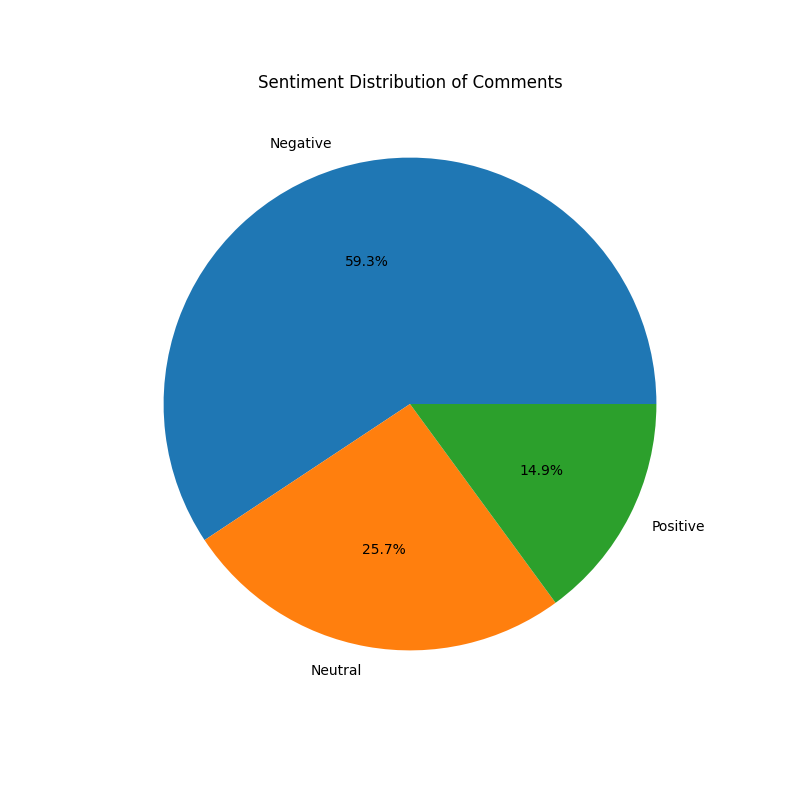 Sentiment Distribution of Comments
Negative
59.3%
14.9%
Positive
25.7%
Neutral